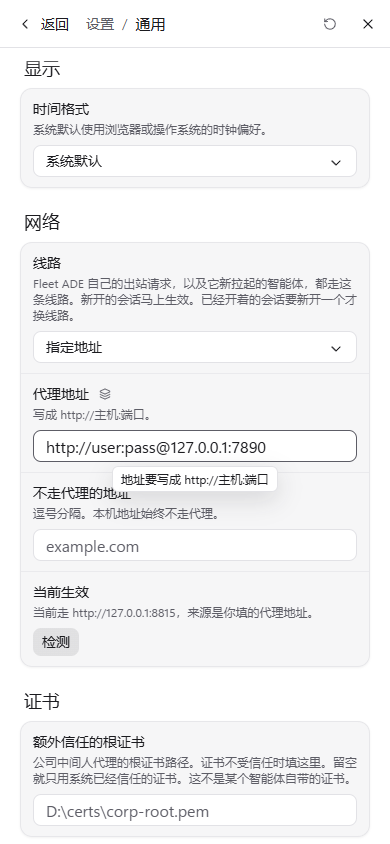 返回 设置 / 通用
显示
时间格式
系统默认使用浏览器或操作系统的时钟偏好。
系统默认
网络
线路
Fleet ADE 自己的出站请求，以及它新拉起的智能体，都走这
条线路。新开的会话马上生效。已经开着的会话要新开一个才
换线路。
指定地址
代理地址
写成 http://主机:端口。
http://user:pass@127.0.0.1:7890
地址要写成 http://主机:端口
不走代理的地址
逗号分隔。本机地址始终不走代理。
example.com
当前生效
当前走 http://127.0.0.1:8815，来源是你填的代理地址。
检测
证书
额外信任的根证书
公司中间人代理的根证书路径。证书不受信任时填这里。留空
就只用系统已经信任的证书。这不是某个智能体自带的证书。
D:\certs\corp-root.pem